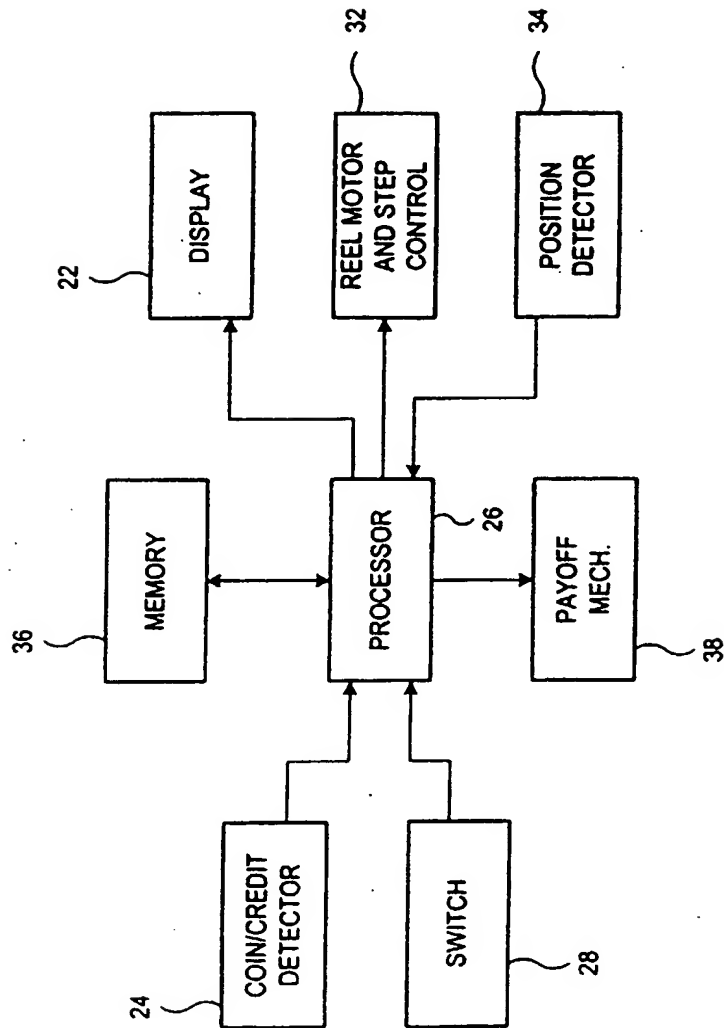 22
DISPLAY
32
REEL MOTOR
AND STEP
CONTROL
34
POSITION
DETECTOR
36
MEMORY
PROCESSOR
26
PAYOFF
MECH.
38
24
COIN/CREDIT
DETECTOR
SWITCH
28